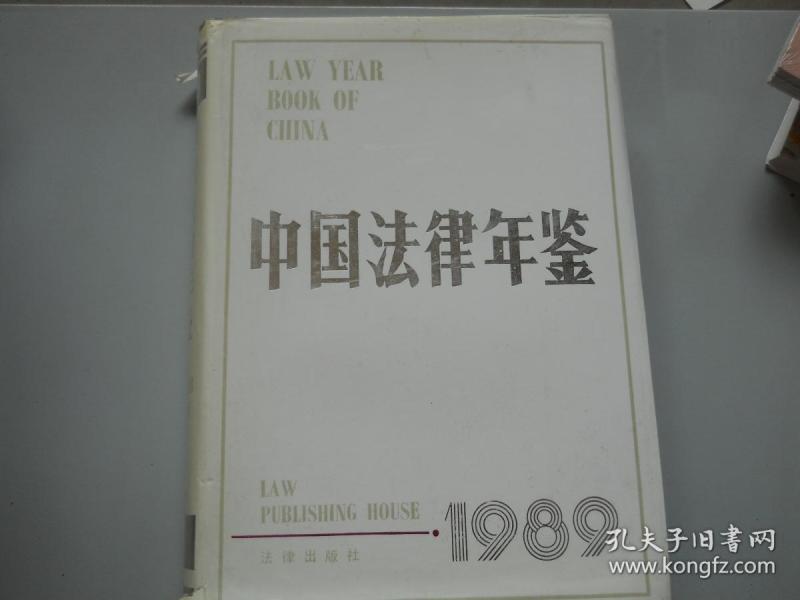 LAW YEAR
BOOK OF
CHINA
中国法律年鉴
LAW
PUBLISHING HOUSE
1989
法律出版社
孔夫子旧书网
www.kongfz.com